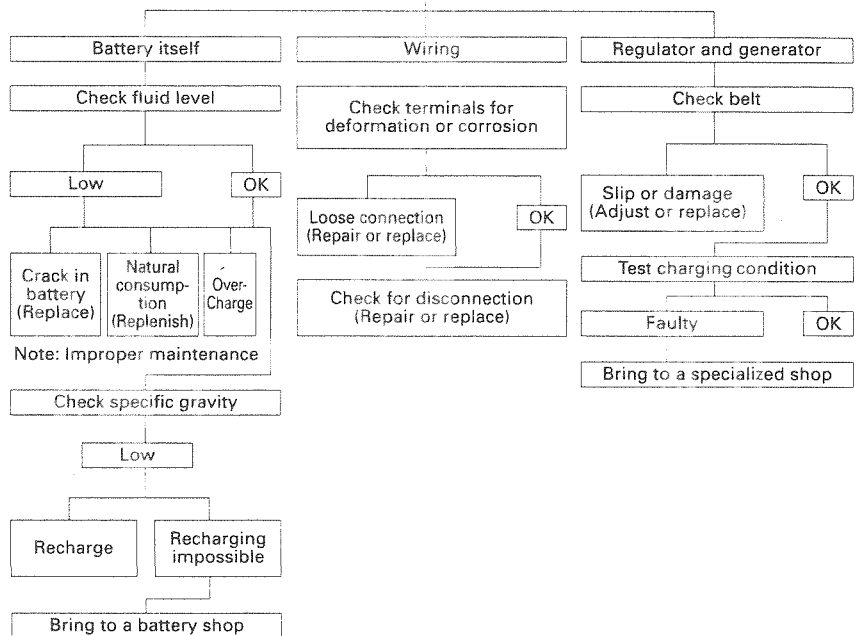 Battery itself
Check fluid level
Low
OK
Crack in
battery
(Replace)
Natural
consump-
tion
(Replenish)
Over-
Charge
Note: Improper maintenance
Check specific gravity
Low
Recharge
Recharging
impossible
Bring to a battery shop
Wiring
Check terminals for
deformation or corrosion
Loose connection
(Repair or replace)
OK
Check for disconnection
(Repair or replace)
Regulator and generator
Check belt
Slip or damage
(Adjust or replace)
OK
Test charging condition
Faulty
OK
Bring to a specialized shop